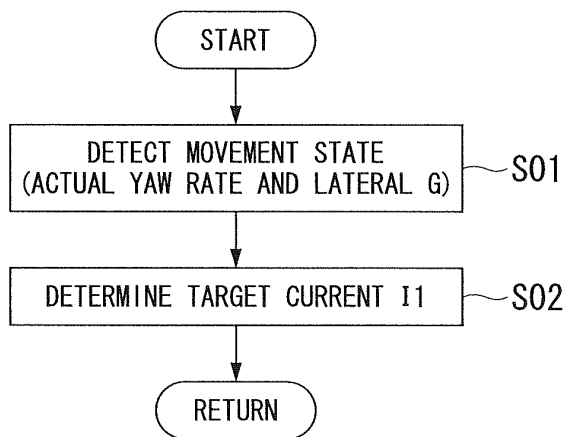 START
DETECT MOVEMENT STATE
(ACTUAL YAW RATE AND LATERAL G)
S01
DETERMINE TARGET CURRENT I1
S02
RETURN